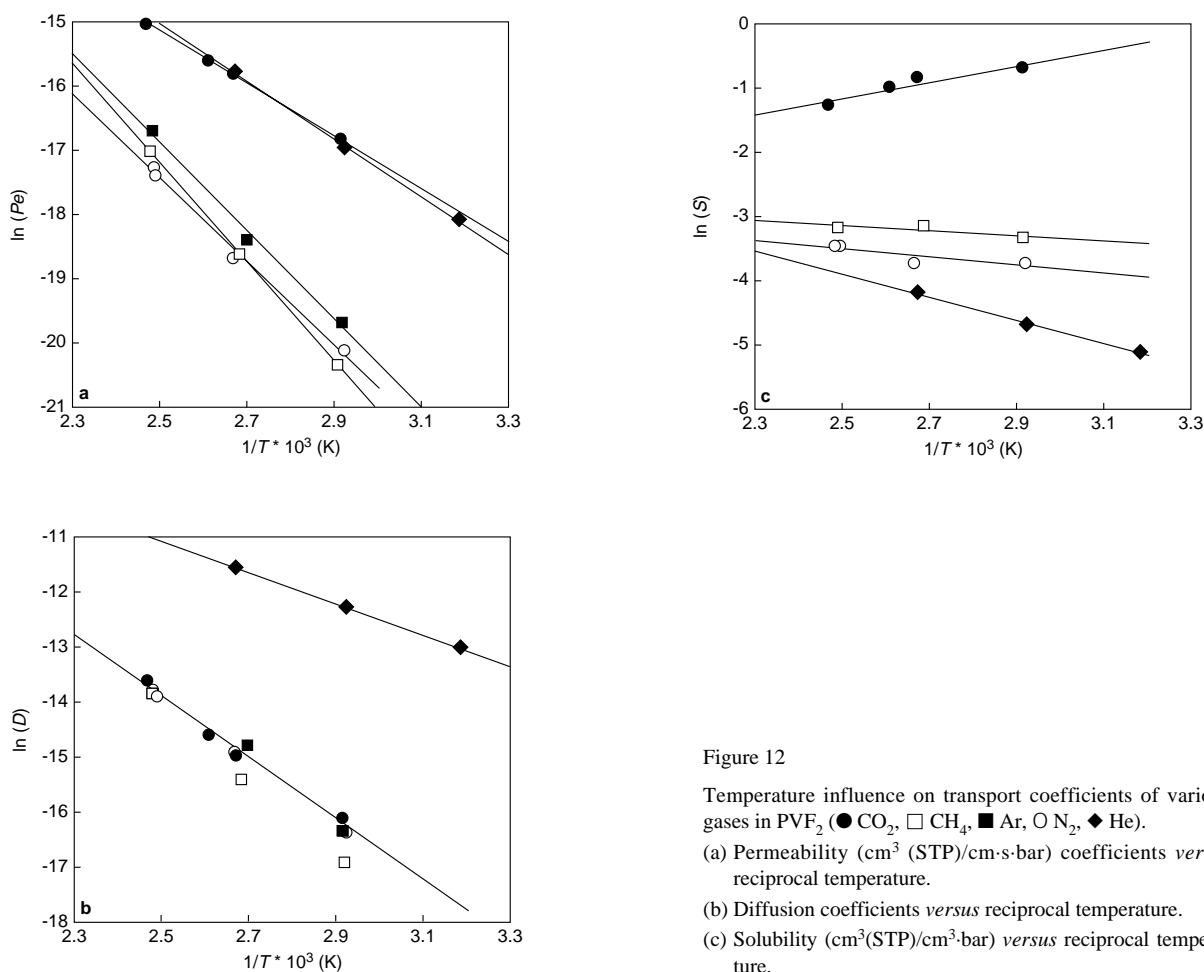 -15
-16
-17
-18
-19
-20
-21
ln (Pe)
a
2.3 2.5 2.7 2.9 3.1 3.3
1/T * 10³ (K)
0
-1
-2
-3
-4
-5
-6
ln (S)
c
2.3 2.5 2.7 2.9 3.1 3.3
1/T * 10³ (K)
-11
-12
-13
-14
-15
-16
-17
-18
ln (D)
b
2.3 2.5 2.7 2.9 3.1 3.3
1/T * 10³ (K)
Figure 12
Temperature influence on transport coefficients of vario
gases in PVF₂ (● CO₂, □ CH₄, ■ Ar, ○ N₂, ◆ He).
(a) Permeability (cm³ (STP)/cm·s·bar) coefficients ver
reciprocal temperature.
(b) Diffusion coefficients versus reciprocal temperature.
(c) Solubility (cm³(STP)/cm³·bar) versus reciprocal tempe
ture.